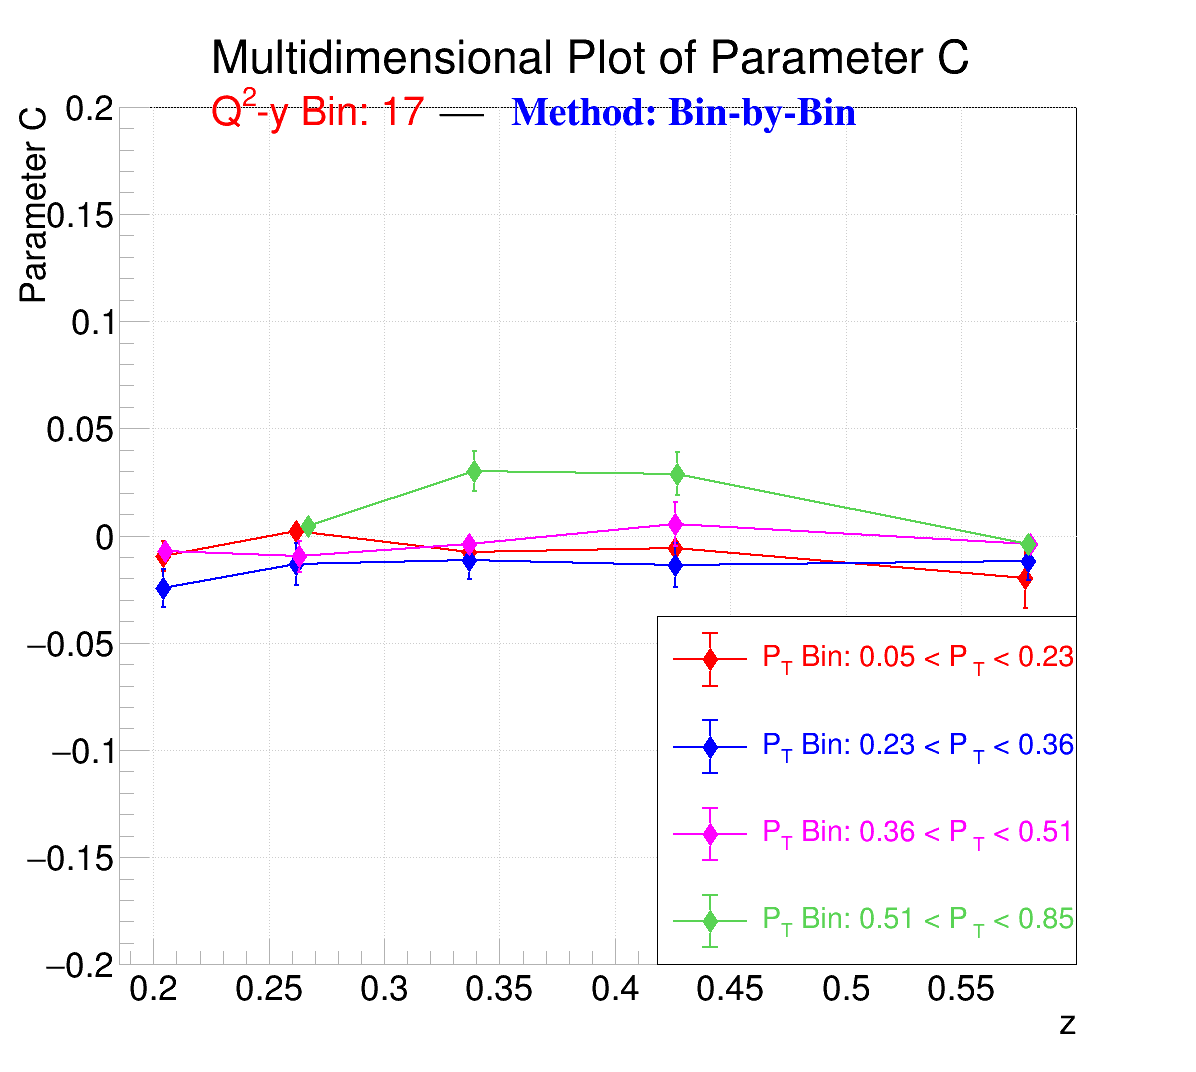 Multidimensional Plot of Parameter C
Q2-y Bin: 17 — Method: Bin-by-Bin
Parameter C
0.2
0.15
0.1
0.05
0
−0.05
−0.1
−0.15
−0.2
PT Bin: 0.05 < PT < 0.23
PT Bin: 0.23 < PT < 0.36
PT Bin: 0.36 < PT < 0.51
PT Bin: 0.51 < PT < 0.85
0.2 0.25 0.3 0.35 0.4 0.45 0.5 0.55
z